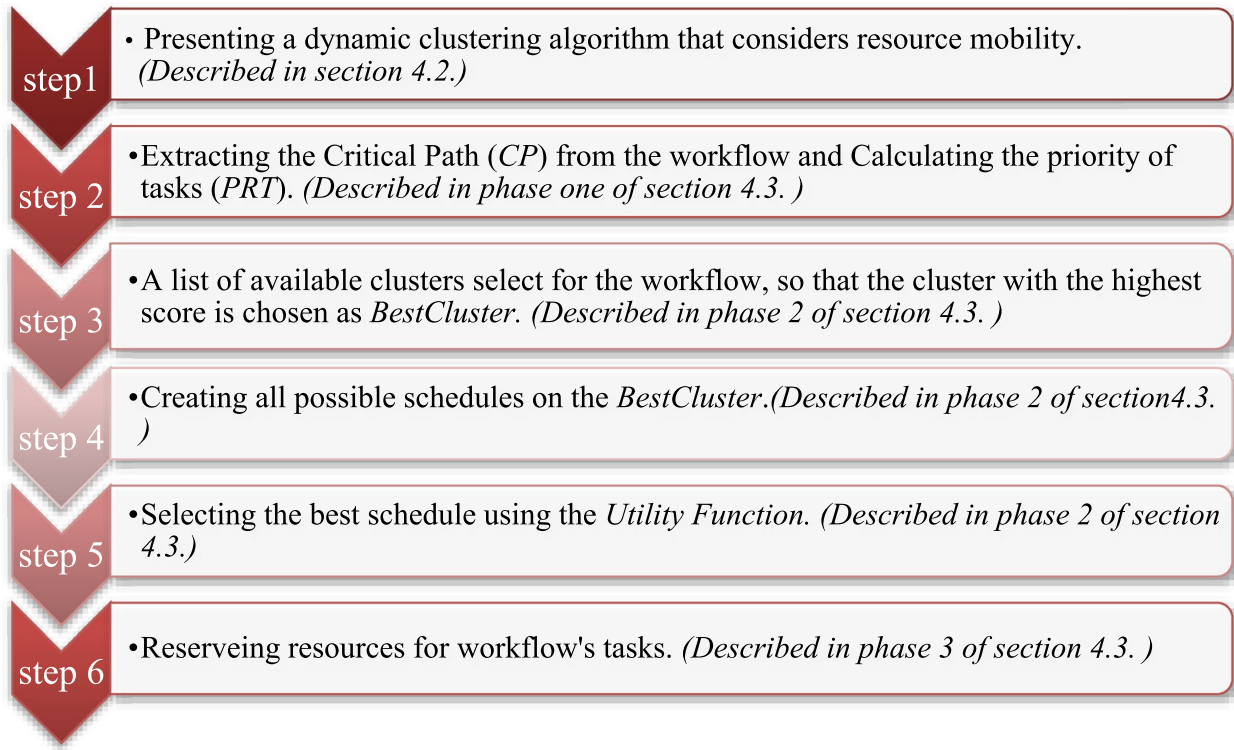 step1
• Presenting a dynamic clustering algorithm that considers resource mobility.
(Described in section 4.2.)
step 2
•Extracting the Critical Path (CP) from the workflow and Calculating the priority of
tasks (PRT). (Described in phase one of section 4.3. )
step 3
•A list of available clusters select for the workflow, so that the cluster with the highest
score is chosen as BestCluster. (Described in phase 2 of section 4.3. )
step 4
•Creating all possible schedules on the BestCluster.(Described in phase 2 of section4.3.
)
step 5
•Selecting the best schedule using the Utility Function. (Described in phase 2 of section
4.3.)
step 6
•Reserveing resources for workflow's tasks. (Described in phase 3 of section 4.3. )